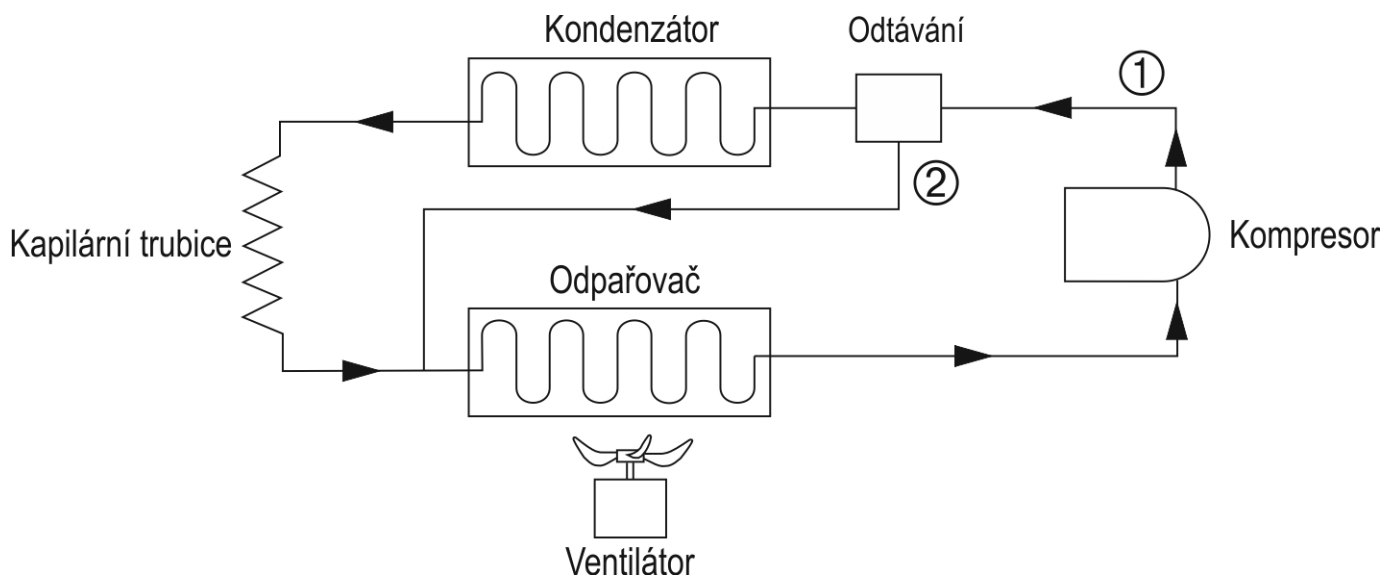 Kondenzátor
Odtávání
①
②
Kapilární trubice
Kompresor
Odpařovač
Ventilátor